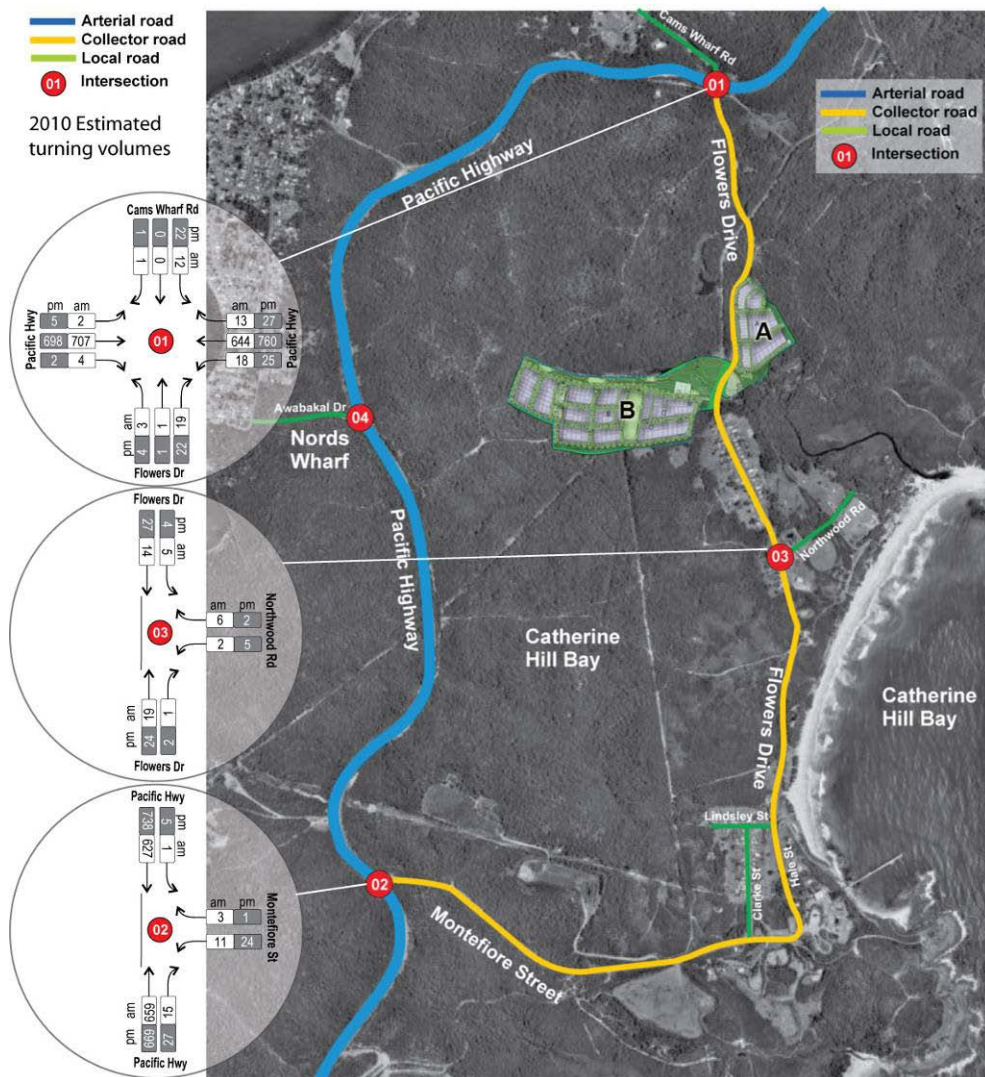 Arterial road
Collector road
Local road
01 Intersection
2010 Estimated
turning volumes
Cams Wharf Rd
1 0 22 pm
1 0 12 am
Pacific Hwy
pm am
5 2
698 707
2 4
01
am pm
13 27
644 760
18 25
Pacific Hwy
am 3 1 19
pm 4 1 22
Flowers Dr
Flowers Dr
27 4 pm
14 5 am
am pm
6 2
2 5
Northwood Rd
03
am 19 1
pm 24 2
Flowers Dr
Pacific Hwy
738 5 pm
627 1 am
am pm
3 1
11 24
Montefiore St
02
am 659 15
pm 699 27
Pacific Hwy
Cams Wharf Rd
01
Arterial road
Collector road
Local road
01 Intersection
Pacific Highway
Flowers Drive
A
B
Awabakal Dr
04
Nords
Wharf
Northwood Rd
03
Pacific Highway
Catherine
Hill Bay
Flowers Drive
Catherine
Hill Bay
Lindsley St
Clarke St
Hale St
02
Montefiore Street